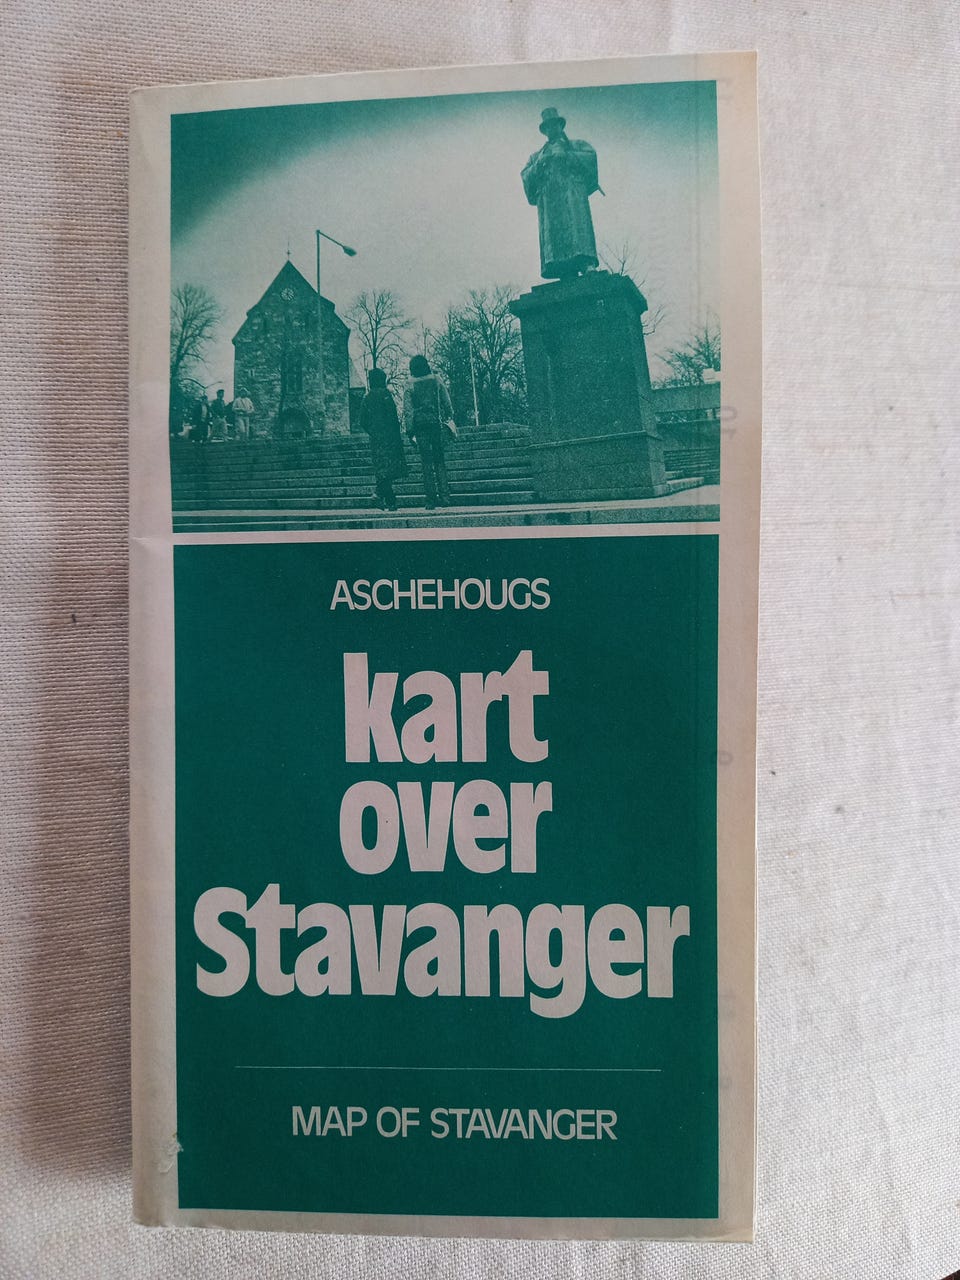 ASCHEHOUGS
kart
over
Stavanger
MAP OF STAVANGER